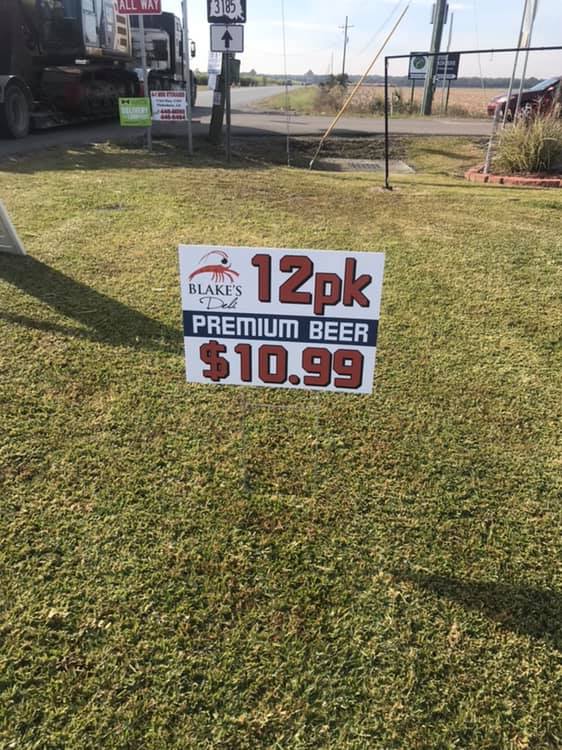 ALL WAY
3185
BLAKE'S
Deli
12pk
PREMIUM BEER
$10.99